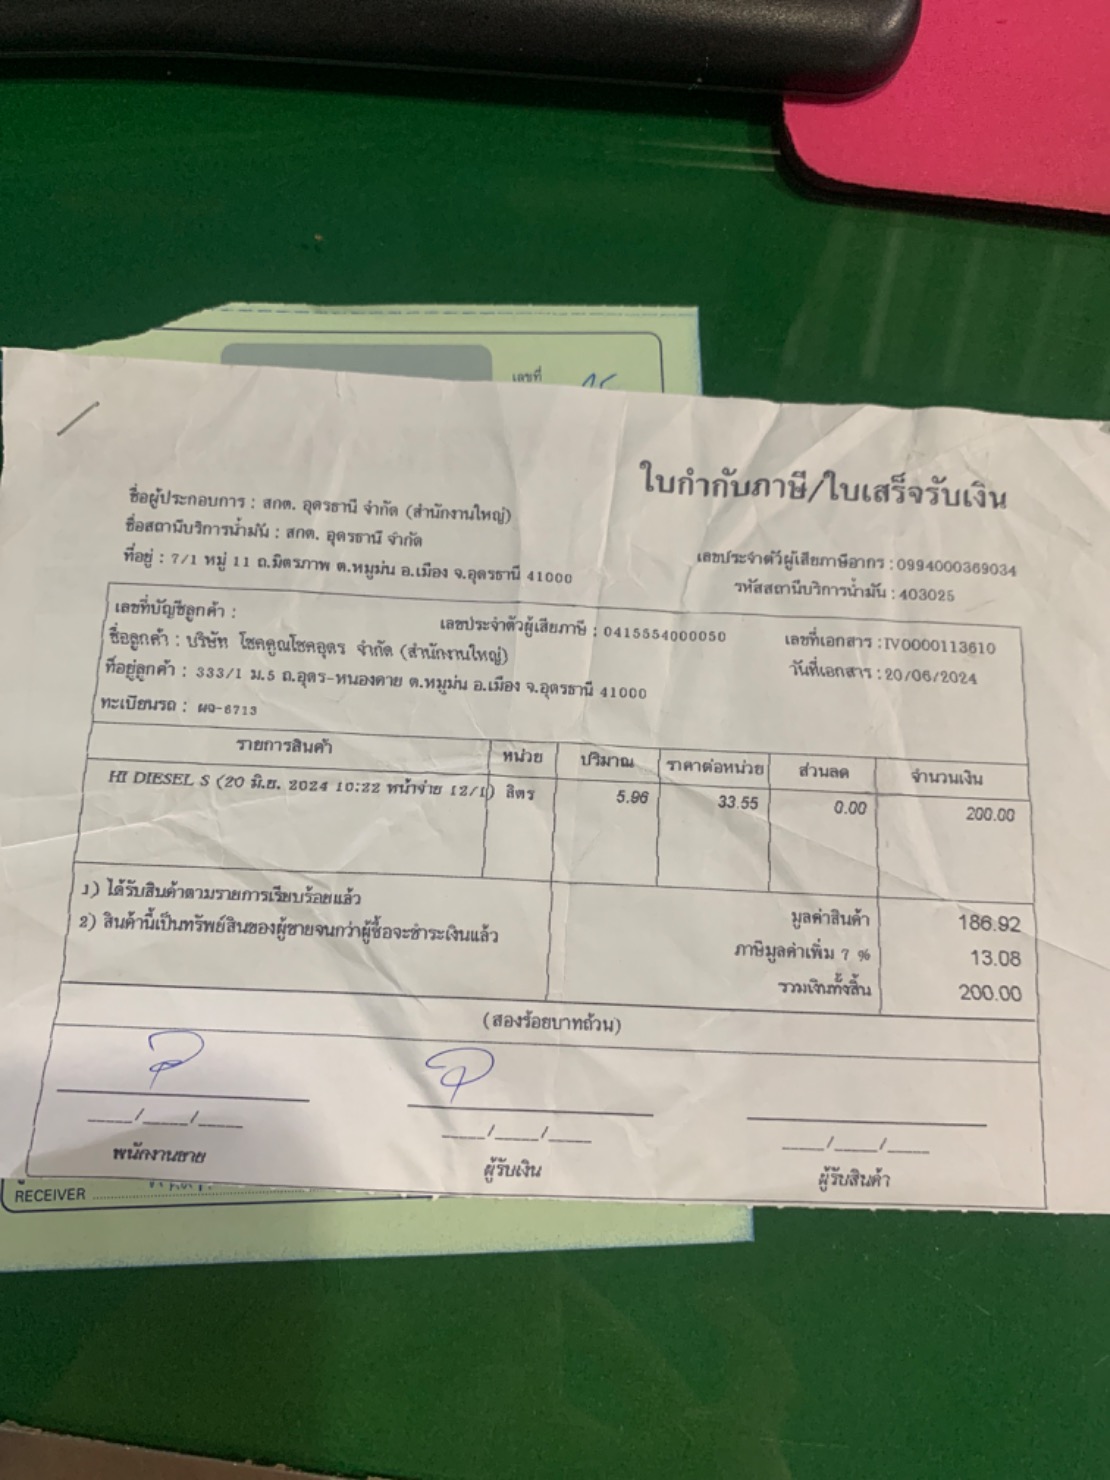 เลขที่
ใบกำกับภาษี/ใบเสร็จรับเงิน
ชื่อผู้ประกอบการ : สกต. อุดรธานี จำกัด (สำนักงานใหญ่)
ชื่อสถานีบริการน้ำมัน : สกต. อุดรธานี จำกัด
ที่อยู่ : 7/1 หมู่ 11 ถ.มิตรภาพ ต.หมูม่น อ.เมือง จ.อุดรธานี 41000
เลขประจำตัวผู้เสียภาษีอากร : 0994000369034
รหัสสถานีบริการน้ำมัน : 403025
เลขที่บัญชีลูกค้า :
เลขประจำตัวผู้เสียภาษี : 0415554000050
เลขที่เอกสาร : IV0000113610
ชื่อลูกค้า : บริษัท โชคคูณโชคอุดร จำกัด (สำนักงานใหญ่)
วันที่เอกสาร : 20/06/2024
ที่อยู่ลูกค้า : 333/1 ม.5 ถ.อุดร-หนองคาย ต.หมูม่น อ.เมือง จ.อุดรธานี 41000
ทะเบียนรถ : ผฉ-6713
รายการสินค้า หน่วย ปริมาณ ราคาต่อหน่วย ส่วนลด จำนวนเงิน
HI DIESEL S (20 มิ.ย. 2024 10:22 หน้าจ่าย 12/1) ลิตร 5.96 33.55 0.00 200.00
1) ได้รับสินค้าตามรายการเรียบร้อยแล้ว
2) สินค้านี้เป็นทรัพย์สินของผู้ขายจนกว่าผู้ซื้อจะชำระเงินแล้ว
มูลค่าสินค้า 186.92
ภาษีมูลค่าเพิ่ม 7 % 13.08
รวมเงินทั้งสิ้น 200.00
(สองร้อยบาทถ้วน)
____/____/____ ____/____/____ ____/____/____
พนักงานขาย ผู้รับเงิน ผู้รับสินค้า
RECEIVER